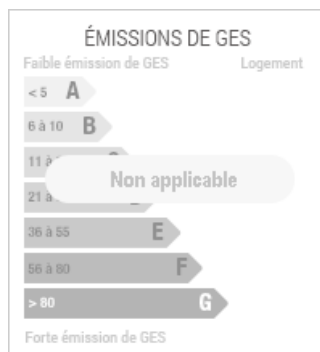 ÉMISSIONS DE GES
Faible émission de GES Logement
< 5 A
6 à 10 B
11 à
Non applicable
21 à
36 à 55 E
56 à 80 F
> 80 G
Forte émission de GES